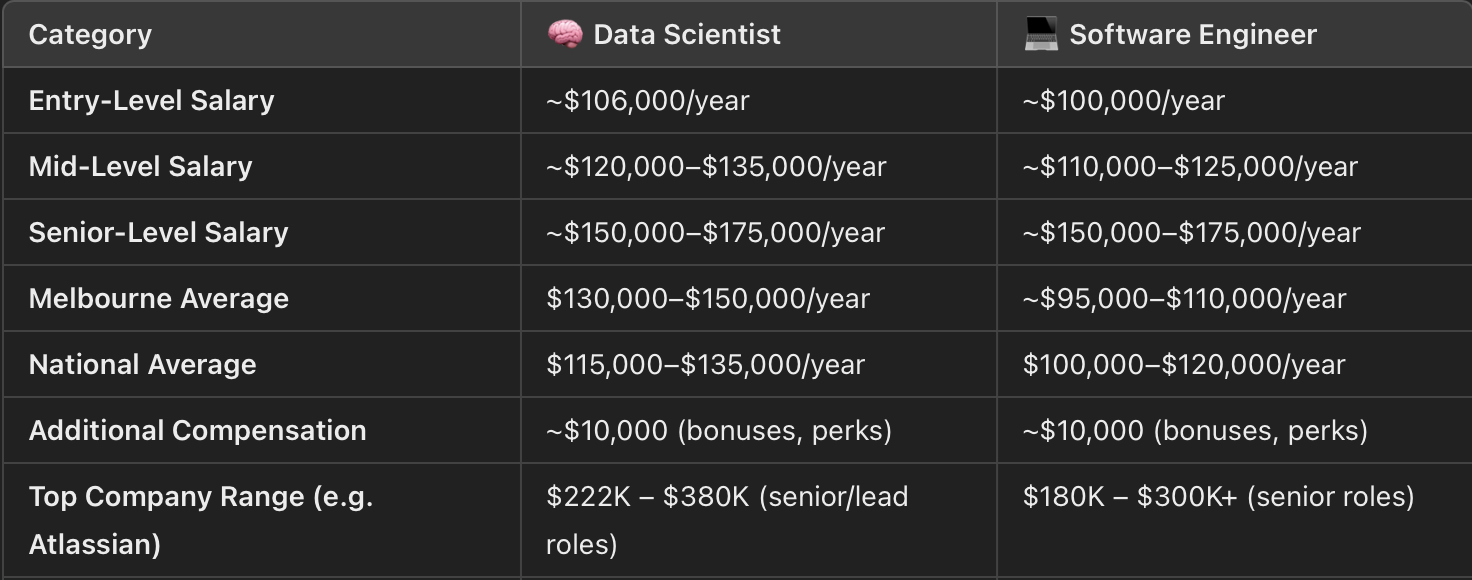 Category 🧠 Data Scientist 💻 Software Engineer
Entry-Level Salary ~$106,000/year ~$100,000/year
Mid-Level Salary ~$120,000–$135,000/year ~$110,000–$125,000/year
Senior-Level Salary ~$150,000–$175,000/year ~$150,000–$175,000/year
Melbourne Average $130,000–$150,000/year ~$95,000–$110,000/year
National Average $115,000–$135,000/year $100,000–$120,000/year
Additional Compensation ~$10,000 (bonuses, perks) ~$10,000 (bonuses, perks)
Top Company Range (e.g. $222K – $380K (senior/lead $180K – $300K+ (senior roles)
Atlassian) roles)